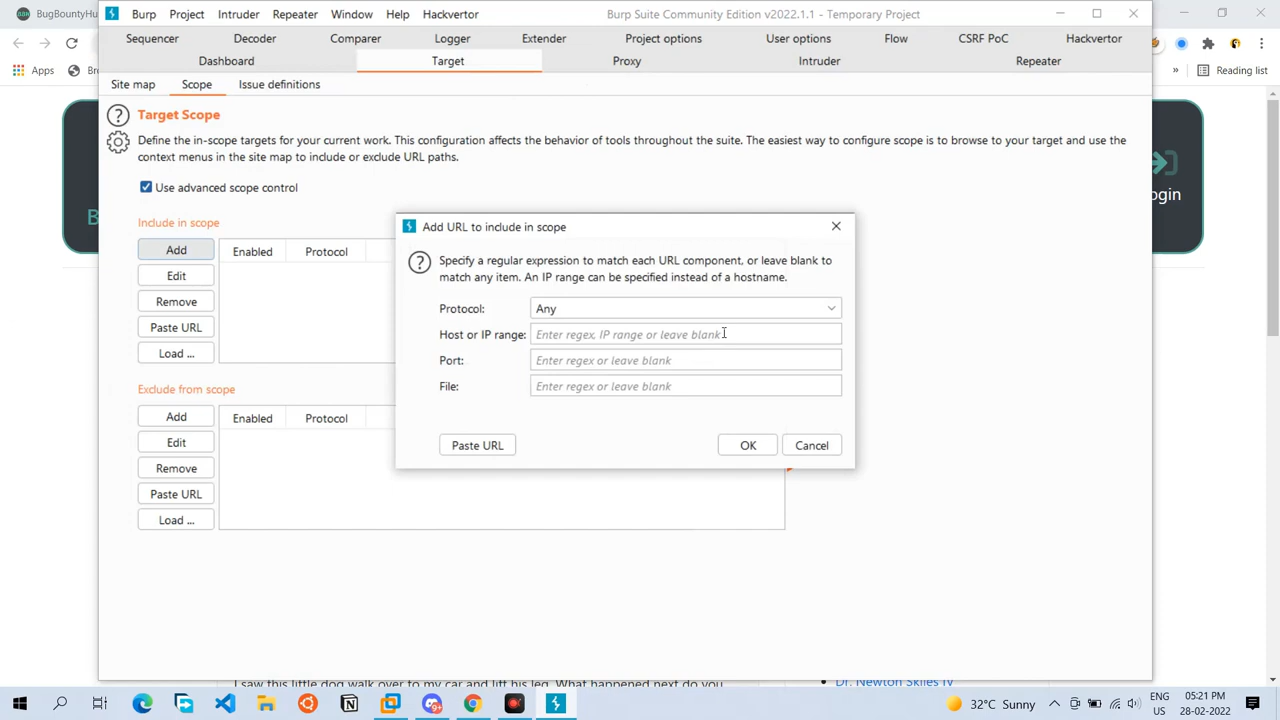 BugBountyHu
Burp Project Intruder Repeater Window Help Hackvertor
Burp Suite Community Edition v2022.1.1 - Temporary Project
Sequencer Decoder Comparer Logger Extender Project options User options Flow CSRF PoC Hackvertor
Dashboard Target Proxy Intruder Repeater
Apps
Reading list
Site map Scope Issue definitions
Target Scope
Define the in-scope targets for your current work. This configuration affects the behavior of tools throughout the suite. The easiest way to configure scope is to browse to your target and use the
context menus in the site map to include or exclude URL paths.
Use advanced scope control
Include in scope
Add
Edit
Remove
Paste URL
Load ...
Enabled Protocol
Exclude from scope
Add
Edit
Remove
Paste URL
Load ...
Enabled Protocol
Add URL to include in scope
Specify a regular expression to match each URL component, or leave blank to
match any item. An IP range can be specified instead of a hostname.
Protocol: Any
Host or IP range: Enter regex, IP range or leave blank
Port: Enter regex or leave blank
File: Enter regex or leave blank
Paste URL OK Cancel
ogin
32°C Sunny
ENG
US
05:21 PM
28-02-2022